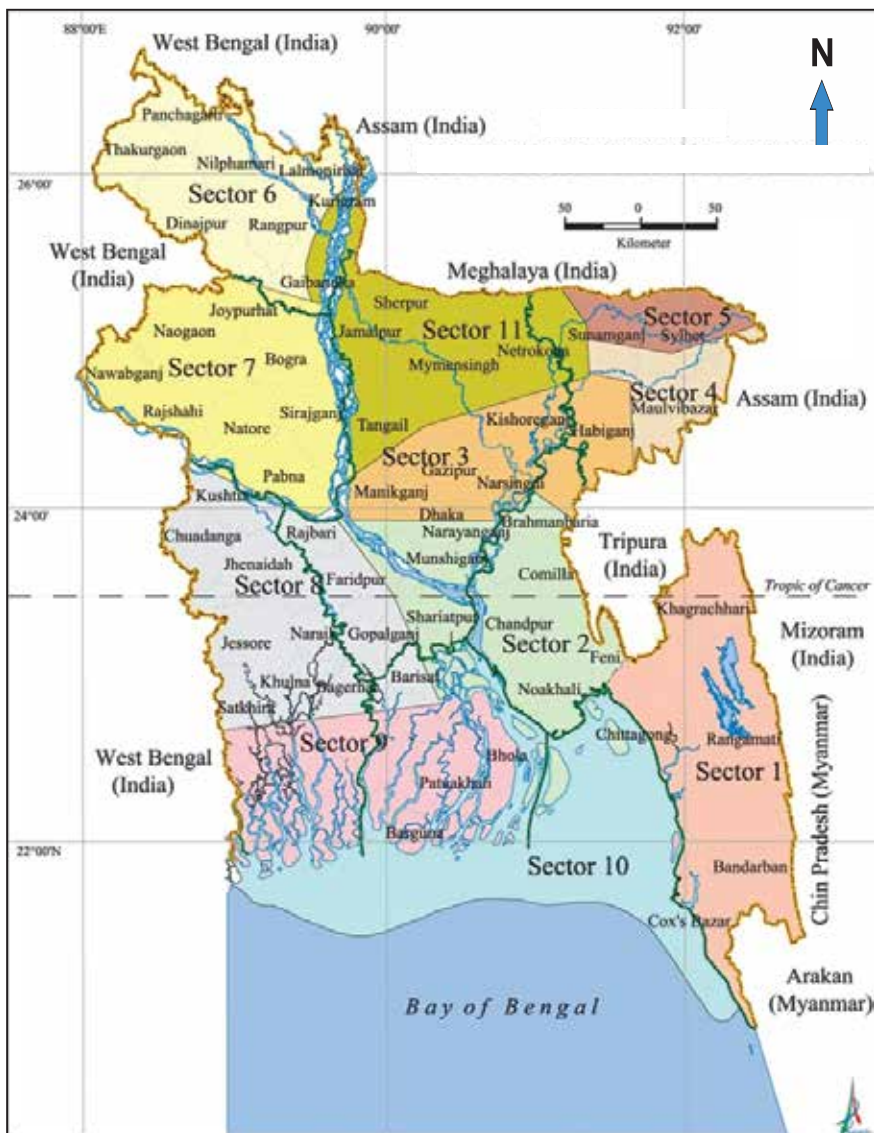 88°00'E
90°00'
92°00'
West Bengal (India)
N
Panchagarh
Assam (India)
Thakurgaon
Nilphamari
Lalmonirhat
26°00'
Sector 6
Kurigram
Dinajpur
Rangpur
50 0 50
Kilometer
West Bengal
(India)
Meghalaya (India)
Gaibandha
Joypurhat
Sherpur
Sector 5
Naogaon
Jamalpur
Sector 11
Sunamganj
Sylhet
Netrokona
Bogra
Sector 7
Mymensingh
Nawabganj
Sector 4
Maulvibazar
Assam (India)
Rajshahi
Sirajganj
Kishoreganj
Natore
Tangail
Habiganj
Sector 3
Gazipur
Pabna
Narsingdi
Manikganj
Kushtia
24°00'
Dhaka
Brahmanbaria
Chuadanga
Rajbari
Narayanganj
Tripura
(India)
Jhenaidah
Munshiganj
Sector 8
Faridpur
Comilla
Tropic of Cancer
Khagrachhari
Shariatpur
Chandpur
Jessore
Narail
Gopalganj
Sector 2
Mizoram
(India)
Feni
Khulna
Bagerhat
Barisal
Noakhali
Satkhira
Chittagong
Rangamati
Sector 9
West Bengal
(India)
Bhola
Sector 1
Patuakhali
Barguna
22°00'N
Sector 10
Bandarban
Chin Pradesh (Myanmar)
Cox's Bazar
Arakan
(Myanmar)
Bay of Bengal